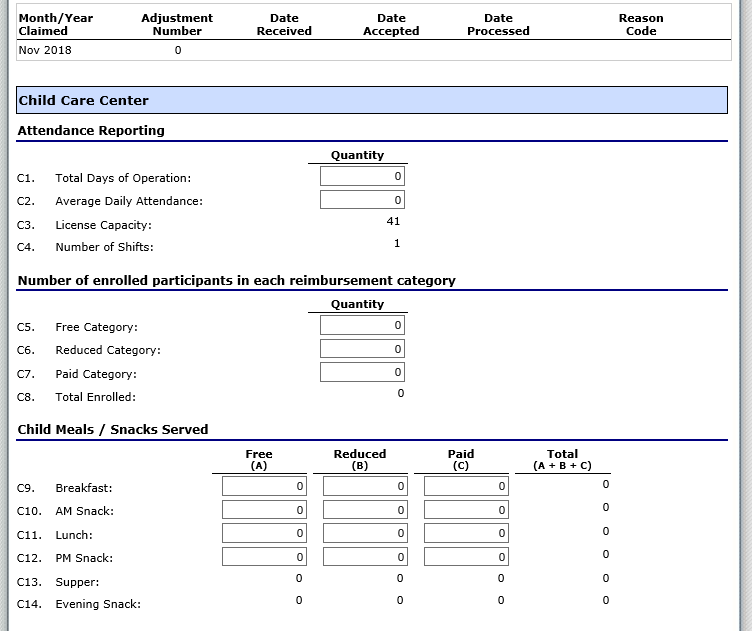 Month/Year Claimed Adjustment Number Date Received Date Accepted Date Processed Reason Code
Nov 2018 0
Child Care Center
Attendance Reporting
Quantity
C1. Total Days of Operation: 0
C2. Average Daily Attendance: 0
C3. License Capacity: 41
C4. Number of Shifts: 1
Number of enrolled participants in each reimbursement category
Quantity
C5. Free Category: 0
C6. Reduced Category: 0
C7. Paid Category: 0
C8. Total Enrolled: 0
Child Meals / Snacks Served
Free Reduced Paid Total
(A) (B) (C) (A + B + C)
C9. Breakfast: 0 0 0 0
C10. AM Snack: 0 0 0 0
C11. Lunch: 0 0 0 0
C12. PM Snack: 0 0 0 0
C13. Supper: 0 0 0 0
C14. Evening Snack: 0 0 0 0